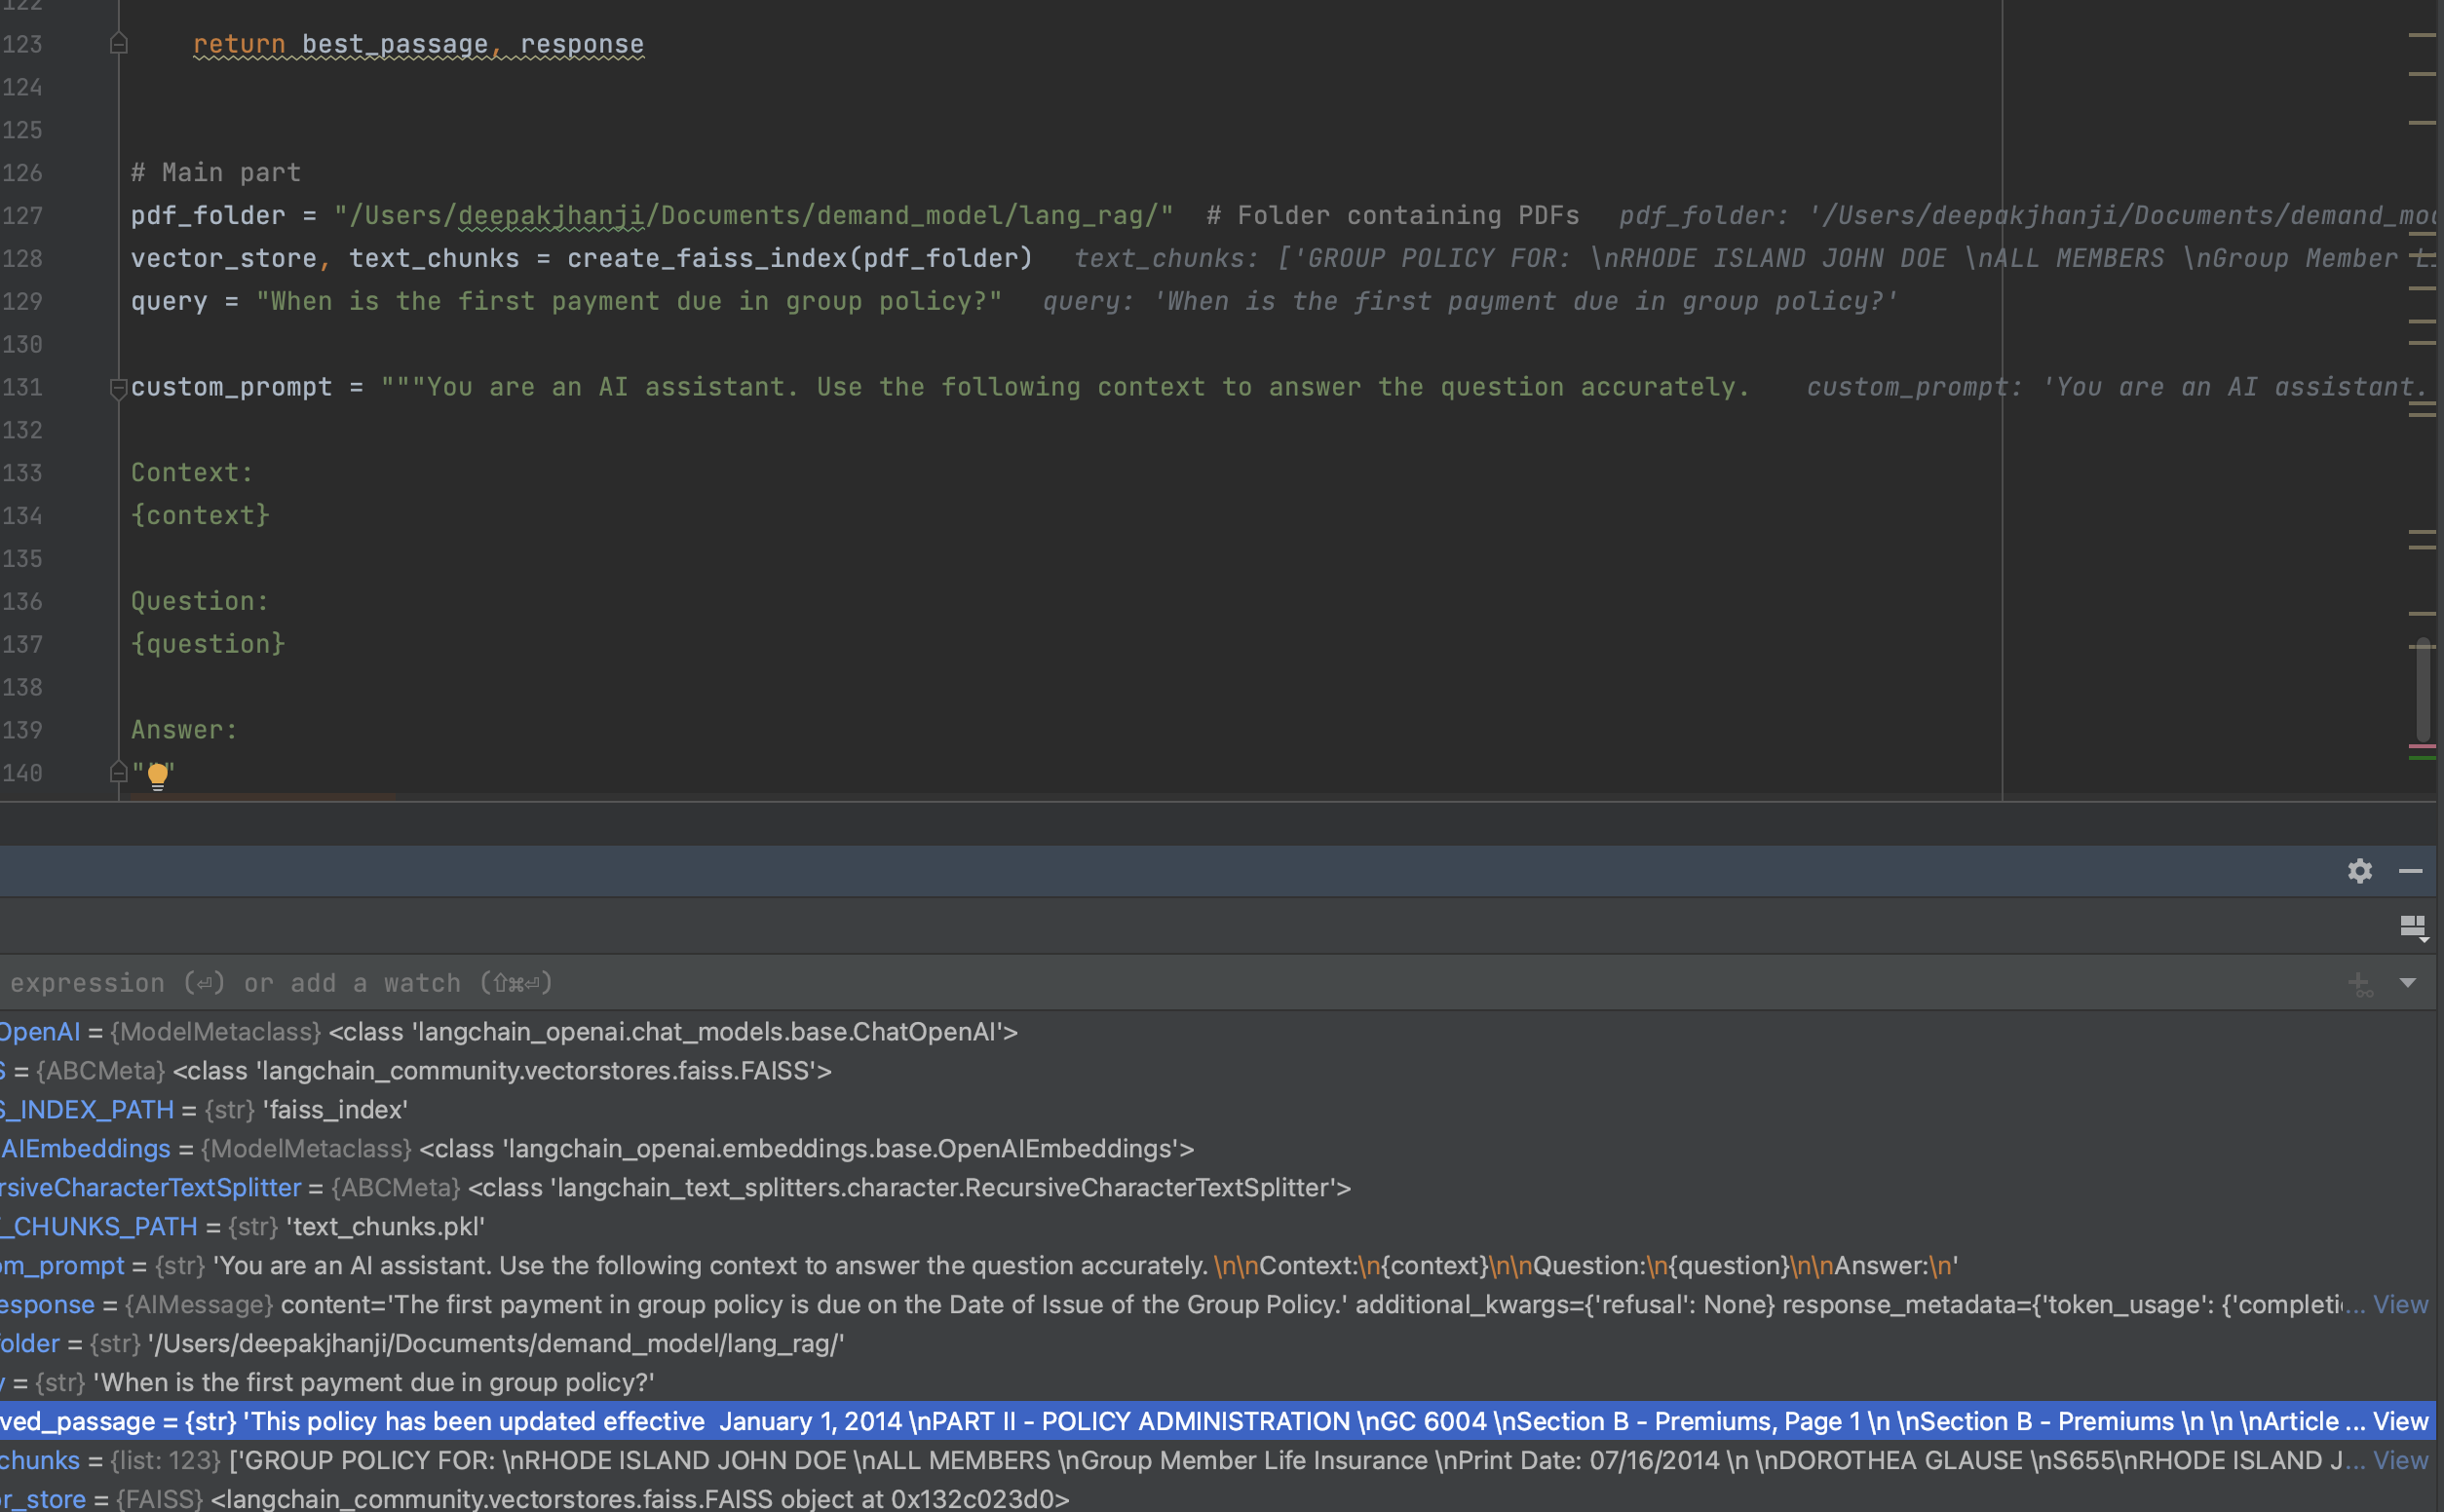 122
123 return best_passage, response
124
125
126 # Main part
127 pdf_folder = "/Users/deepakjhanji/Documents/demand_model/lang_rag/"  # Folder containing PDFs   pdf_folder: '/Users/deepakjhanji/Documents/demand_mod
128 vector_store, text_chunks = create_faiss_index(pdf_folder)   text_chunks: ['GROUP POLICY FOR: \nRHODE ISLAND JOHN DOE \nALL MEMBERS \nGroup Member Li
129 query = "When is the first payment due in group policy?"   query: 'When is the first payment due in group policy?'
130
131 custom_prompt = """You are an AI assistant. Use the following context to answer the question accurately.   custom_prompt: 'You are an AI assistant.
132
133 Context:
134 {context}
135
136 Question:
137 {question}
138
139 Answer:
140 """
expression (⏎) or add a watch (⇧⌘⏎)
OpenAI = {ModelMetaclass} <class 'langchain_openai.chat_models.base.ChatOpenAI'>
S = {ABCMeta} <class 'langchain_community.vectorstores.faiss.FAISS'>
S_INDEX_PATH = {str} 'faiss_index'
AIEmbeddings = {ModelMetaclass} <class 'langchain_openai.embeddings.base.OpenAIEmbeddings'>
rsiveCharacterTextSplitter = {ABCMeta} <class 'langchain_text_splitters.character.RecursiveCharacterTextSplitter'>
_CHUNKS_PATH = {str} 'text_chunks.pkl'
om_prompt = {str} 'You are an AI assistant. Use the following context to answer the question accurately. \n\nContext:\n{context}\n\nQuestion:\n{question}\n\nAnswer:\n'
esponse = {AIMessage} content='The first payment in group policy is due on the Date of Issue of the Group Policy.' additional_kwargs={'refusal': None} response_metadata={'token_usage': {'completi... View
folder = {str} '/Users/deepakjhanji/Documents/demand_model/lang_rag/'
y = {str} 'When is the first payment due in group policy?'
ved_passage = {str} 'This policy has been updated effective  January 1, 2014 \nPART II - POLICY ADMINISTRATION \nGC 6004 \nSection B - Premiums, Page 1 \n \nSection B - Premiums \n \n \nArticle ... View
chunks = {list: 123} ['GROUP POLICY FOR: \nRHODE ISLAND JOHN DOE \nALL MEMBERS \nGroup Member Life Insurance \nPrint Date: 07/16/2014 \n \nDOROTHEA GLAUSE \nS655\nRHODE ISLAND J... View
or_store = {FAISS} <langchain_community.vectorstores.faiss.FAISS object at 0x132c023d0>